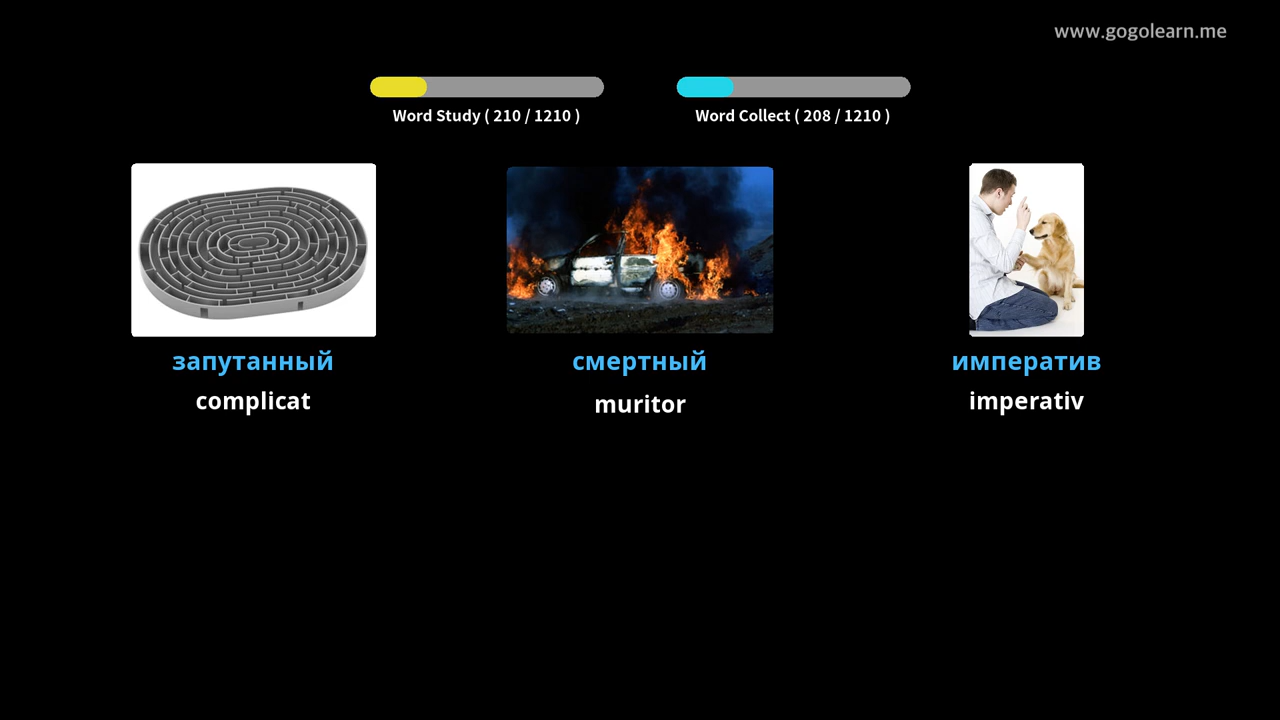 www.gogolearn.me
Word Study ( 210 / 1210 )
Word Collect ( 208 / 1210 )
запутанный
смертный
императив
complicat
muritor
imperativ